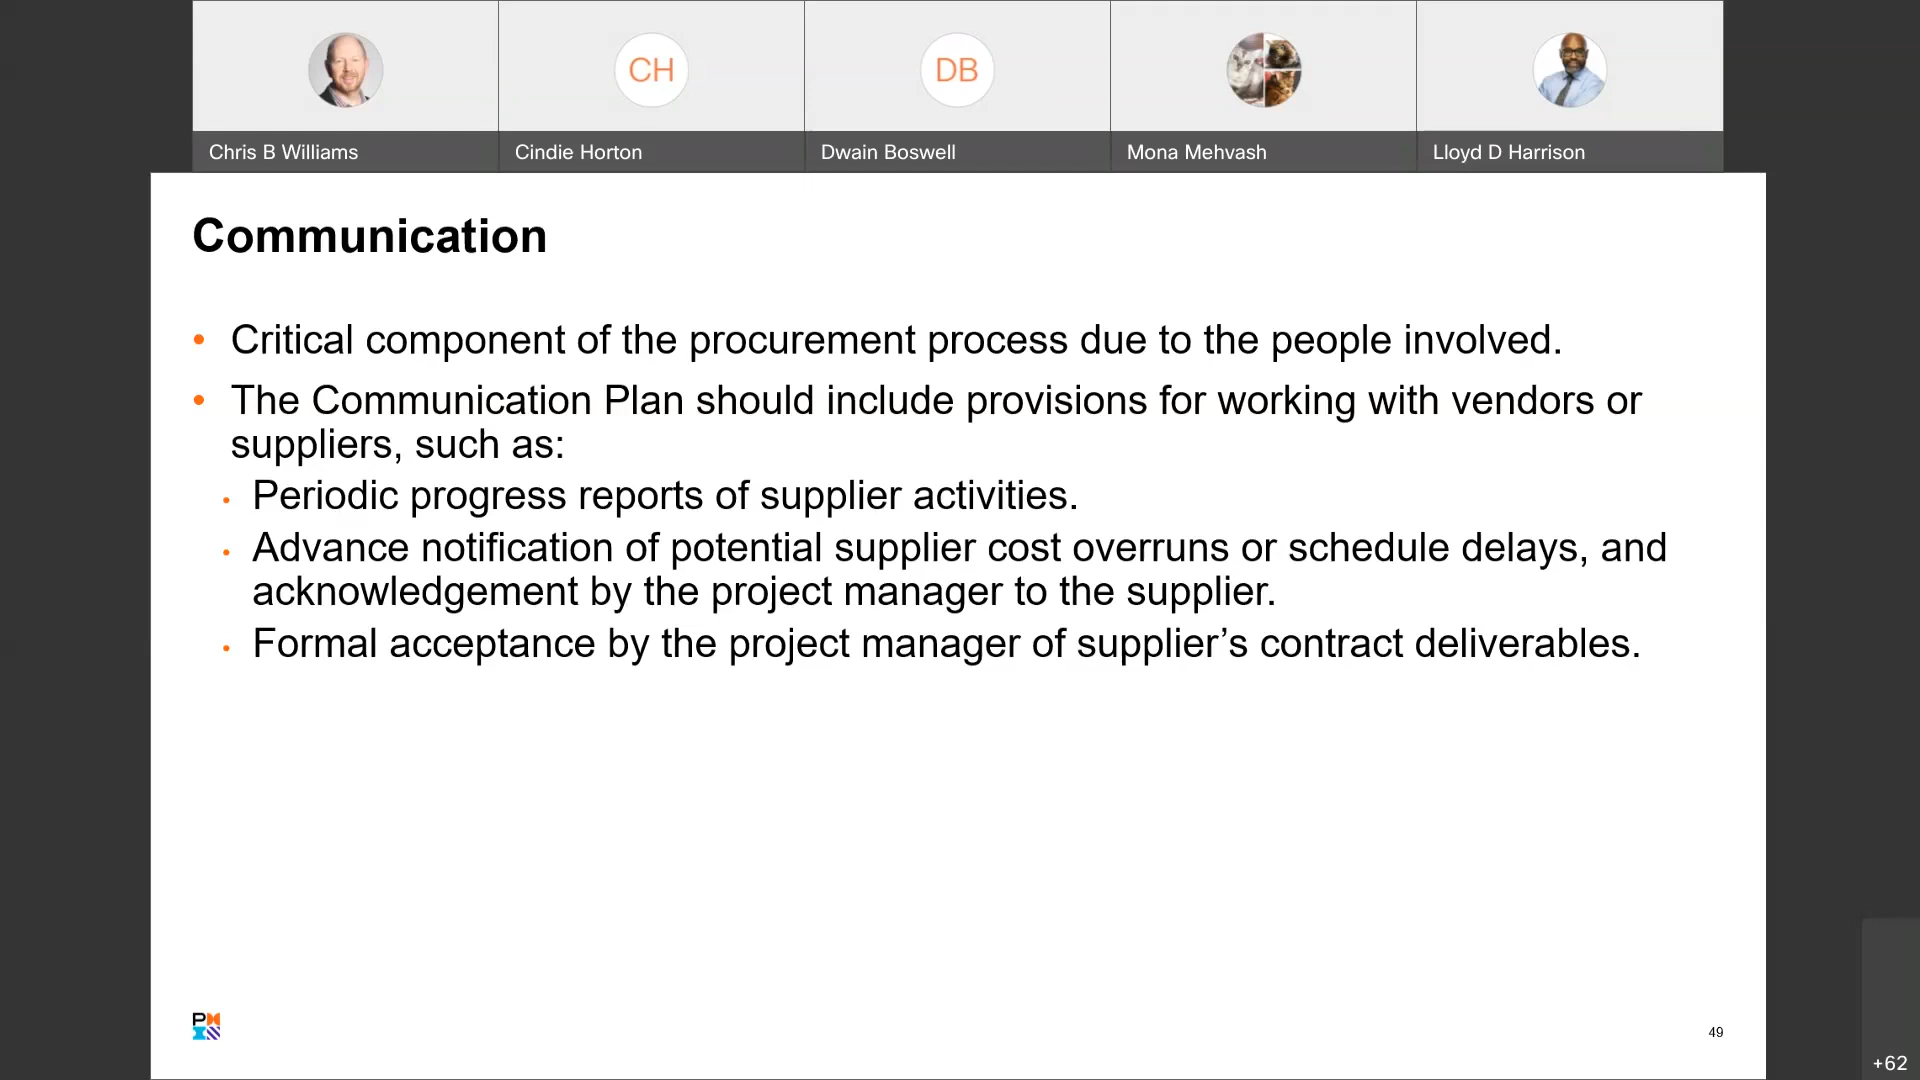 CH
DB
Chris B Williams
Cindie Horton
Dwain Boswell
Mona Mehvash
Lloyd D Harrison
Communication
• Critical component of the procurement process due to the people involved.
• The Communication Plan should include provisions for working with vendors or
suppliers, such as:
• Periodic progress reports of supplier activities.
• Advance notification of potential supplier cost overruns or schedule delays, and
acknowledgement by the project manager to the supplier.
• Formal acceptance by the project manager of supplier’s contract deliverables.
49
+62